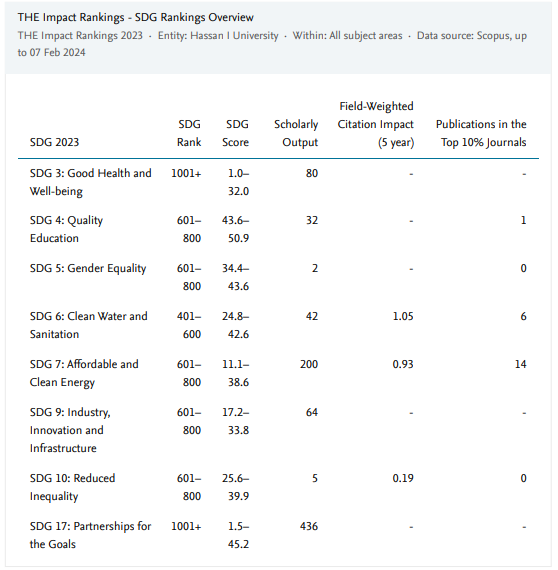 THE Impact Rankings - SDG Rankings Overview
THE Impact Rankings 2023 · Entity: Hassan I University · Within: All subject areas · Data source: Scopus, up
to 07 Feb 2024
SDG 2023 SDG Rank SDG Score Scholarly Output Field-Weighted Citation Impact (5 year) Publications in the Top 10% Journals
SDG 3: Good Health and 1001+ 1.0– 80 - -
Well-being 32.0
SDG 4: Quality 601– 43.6– 32 - 1
Education 800 50.9
SDG 5: Gender Equality 601– 34.4– 2 - 0
800 43.6
SDG 6: Clean Water and 401– 24.8– 42 1.05 6
Sanitation 600 42.6
SDG 7: Affordable and 601– 11.1– 200 0.93 14
Clean Energy 800 38.6
SDG 9: Industry, 601– 17.2– 64 - -
Innovation and 800 33.8
Infrastructure
SDG 10: Reduced 601– 25.6– 5 0.19 0
Inequality 800 39.9
SDG 17: Partnerships for 1001+ 1.5– 436 - -
the Goals 45.2